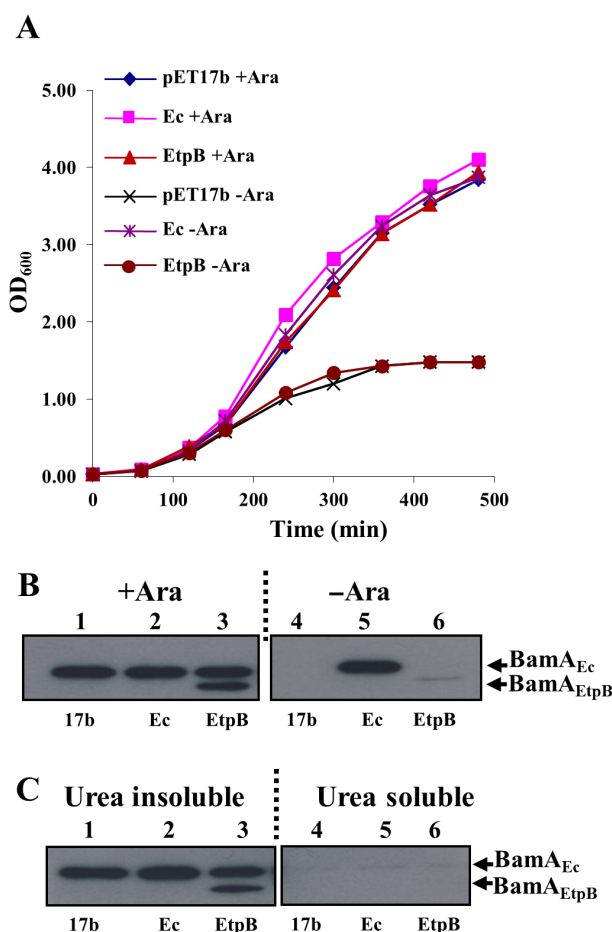 A
pET17b +Ara
Ec +Ara
EtpB +Ara
pET17b -Ara
Ec -Ara
EtpB -Ara
5.00
4.00
3.00
2.00
1.00
0.00
OD600
0 100 200 300 400 500
Time (min)
B
+Ara –Ara
1 2 3 4 5 6
BamAEc
BamAEtpB
17b Ec EtpB 17b Ec EtpB
C
Urea insoluble Urea soluble
1 2 3 4 5 6
BamAEc
BamAEtpB
17b Ec EtpB 17b Ec EtpB